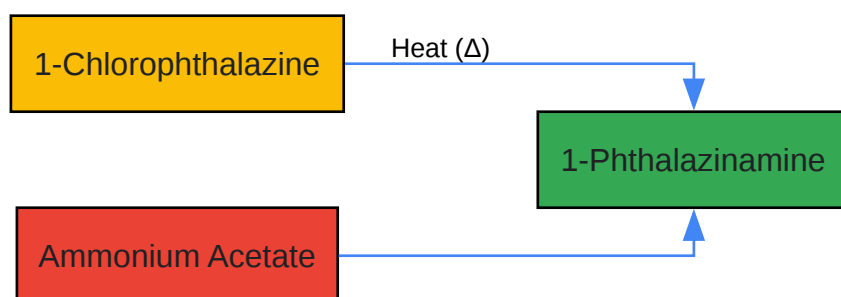 1-Chlorophthalazine
Heat (Δ)
1-Phthalazinamine
Ammonium Acetate